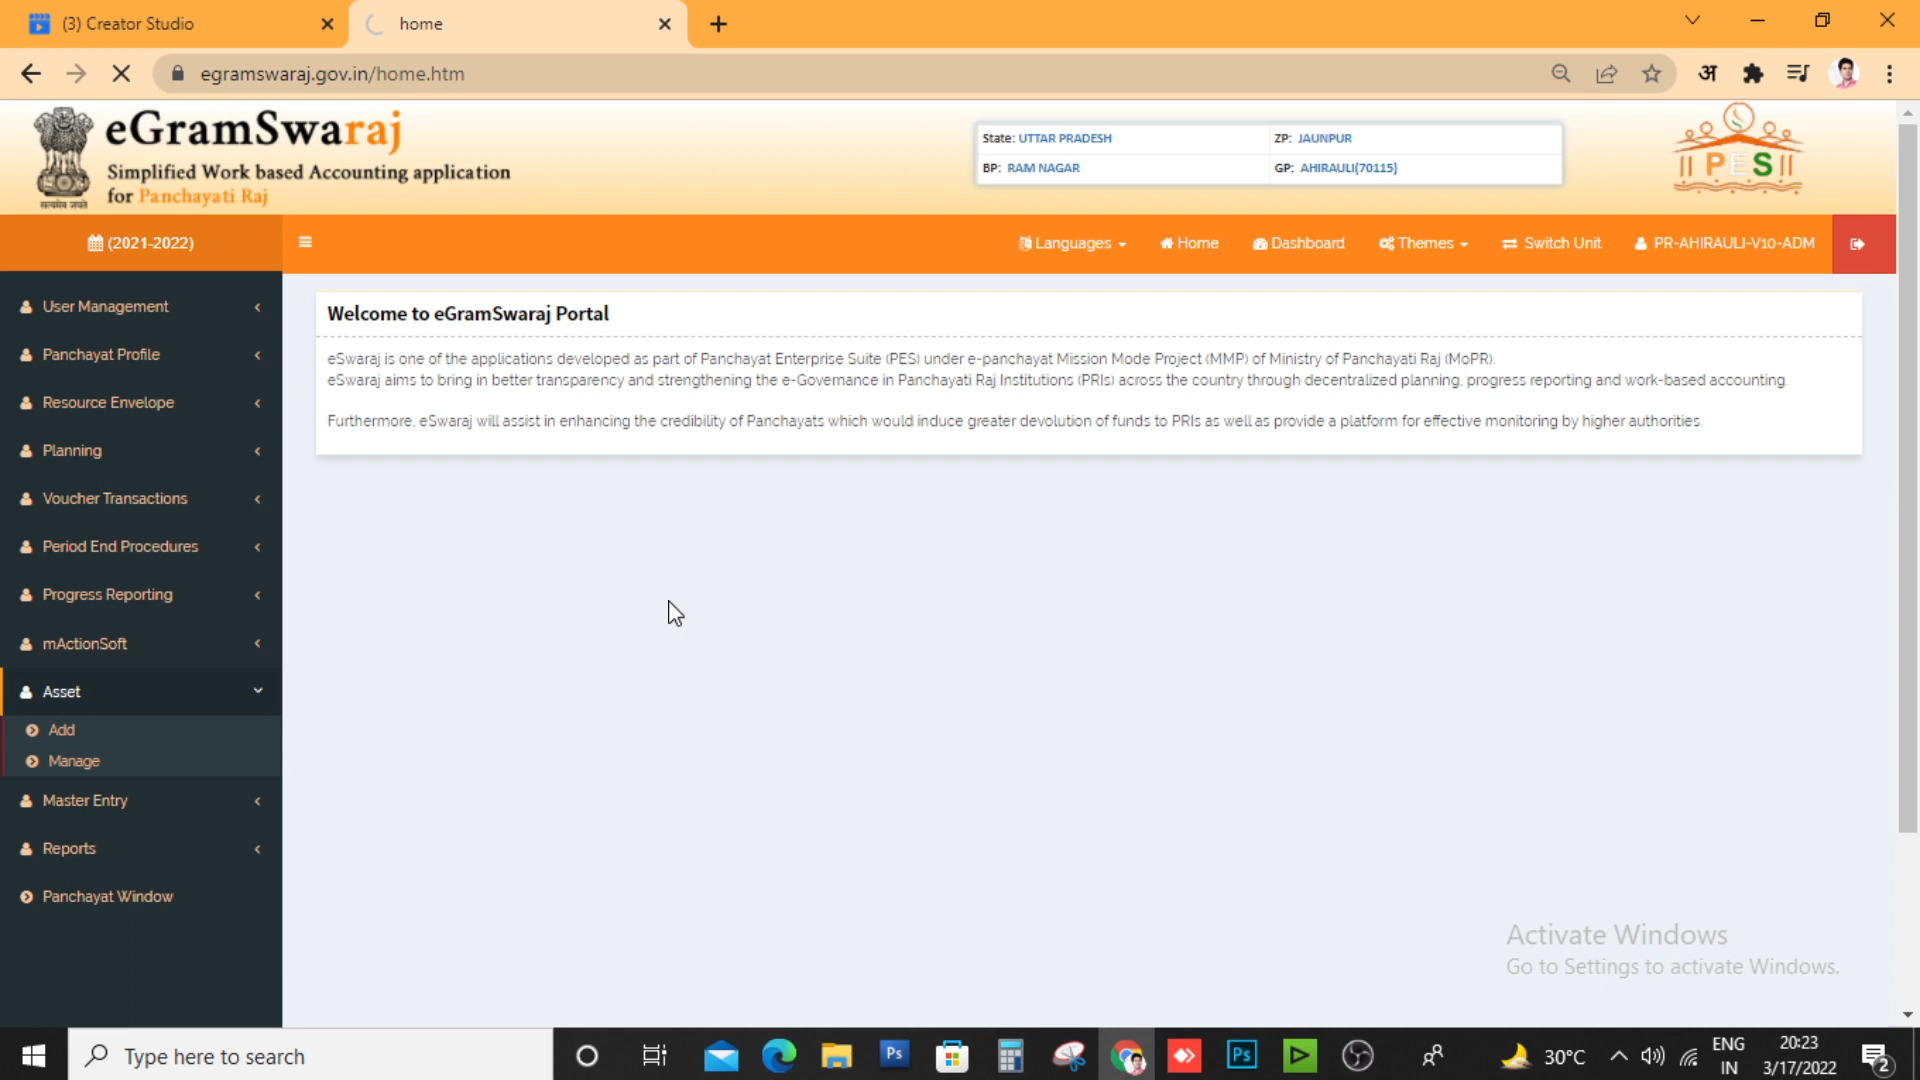 (3) Creator Studio
home
egramswaraj.gov.in/home.htm
अ
eGramSwaraj
Simplified Work based Accounting application
for Panchayati Raj
सत्यमेव जयते
State: UTTAR PRADESH
ZP: JAUNPUR
BP: RAM NAGAR
GP: AHIRAULI(70115)
PES
(2021-2022)
Languages
Home
Dashboard
Themes
Switch Unit
PR-AHIRAULI-V10-ADM
User Management
Panchayat Profile
Resource Envelope
Planning
Voucher Transactions
Period End Procedures
Progress Reporting
mActionSoft
Asset
Add
Manage
Master Entry
Reports
Panchayat Window
Welcome to eGramSwaraj Portal
eSwaraj is one of the applications developed as part of Panchayat Enterprise Suite (PES) under e-panchayat Mission Mode Project (MMP) of Ministry of Panchayati Raj (MoPR).
eSwaraj aims to bring in better transparency and strengthening the e-Governance in Panchayati Raj Institutions (PRIs) across the country through decentralized planning, progress reporting and work-based accounting.
Furthermore, eSwaraj will assist in enhancing the credibility of Panchayats which would induce greater devolution of funds to PRIs as well as provide a platform for effective monitoring by higher authorities.
Activate Windows
Go to Settings to activate Windows.
Type here to search
Ps
Ps
30°C
ENG
IN
20:23
3/17/2022
2